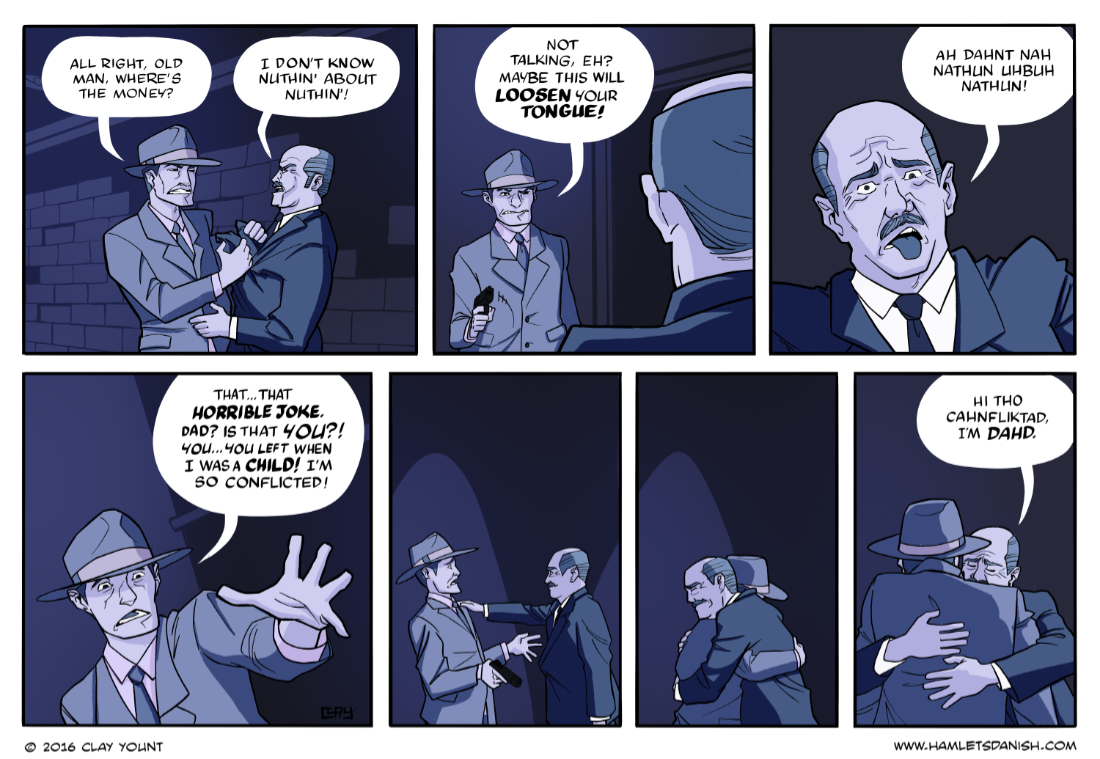 ALL RIGHT, OLD
MAN, WHERE'S
THE MONEY?
I DON'T KNOW
NUTHIN' ABOUT
NUTHIN'!
NOT
TALKING, EH?
MAYBE THIS WILL
LOOSEN YOUR
TONGUE!
AH DAHNT NAH
NATHUN UHBUH
NATHUN!
THAT...THAT
HORRIBLE JOKE.
DAD? IS THAT YOU?!
YOU...YOU LEFT WHEN
I WAS A CHILD! I'M
SO CONFLICTED!
CLAY
HI THO
CAHNFLIKTAD,
I'M DAHD.
© 2016 CLAY YOUNT
WWW.HAMLETSDANISH.COM